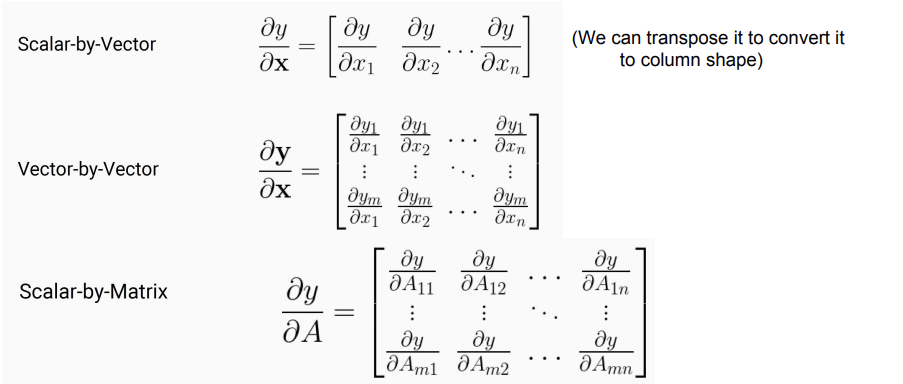 Scalar-by-Vector ∂y/∂𝐱 = [∂y/∂x₁ ∂y/∂x₂ ⋯ ∂y/∂xₙ] (We can transpose it to convert it
to column shape)
Vector-by-Vector ∂𝐲/∂𝐱 = [∂y₁/∂x₁ ∂y₁/∂x₂ ⋯ ∂y₁/∂xₙ
⋮ ⋮ ⋱ ⋮
∂yₘ/∂x₁ ∂yₘ/∂x₂ ⋯ ∂yₘ/∂xₙ]
Scalar-by-Matrix ∂y/∂A = [∂y/∂A₁₁ ∂y/∂A₁₂ ⋯ ∂y/∂A₁ₙ
⋮ ⋮ ⋱ ⋮
∂y/∂Aₘ₁ ∂y/∂Aₘ₂ ⋯ ∂y/∂Aₘₙ]